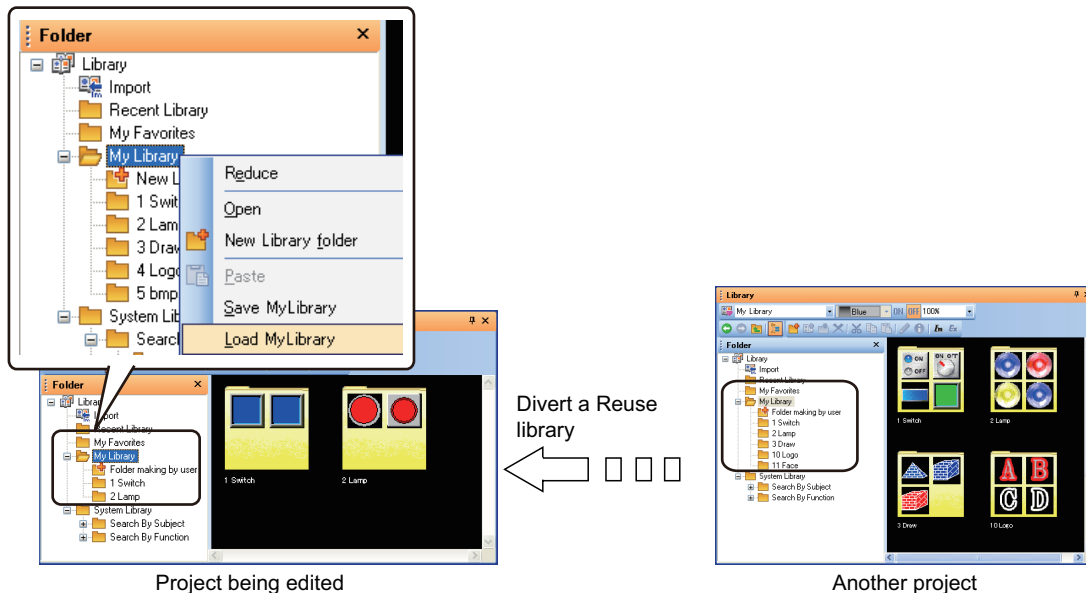 Folder
Library
Import
Recent Library
My Favorites
My Library
New L
1 Swit
2 Lam
3 Draw
4 Logo
5 bmp
System Lib
Search
Reduce
Open
New Library folder
Paste
Save MyLibrary
Load MyLibrary
Folder
Library
Import
Recent Library
My Favorites
My Library
Folder making by user
1 Switch
2 Lamp
System Library
Search By Subject
Search By Function
1 Switch
2 Lamp
Project being edited
Divert a Reuse
library
Library
My Library
Blue
ON OFF 100%
Folder
Library
Import
Recent Library
My Favorites
My Library
Folder making by user
1 Switch
2 Lamp
3 Draw
10 Logo
11 Face
System Library
Search By Subject
Search By Function
ON
OFF
ON OFF
1 Switch
2 Lamp
A B
C D
3 Draw
10 Logo
Another project